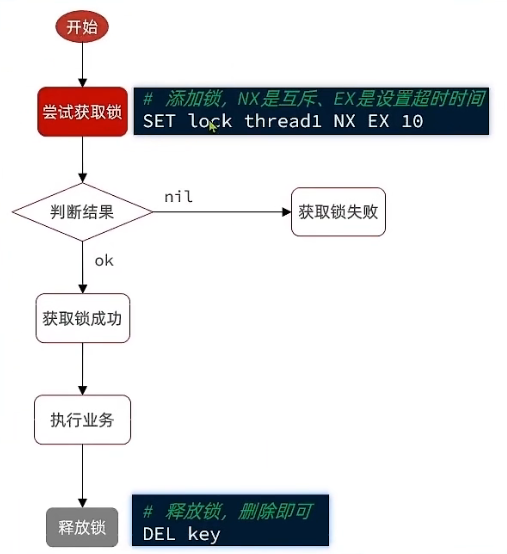 开始
尝试获取锁
# 添加锁，NX是互斥、EX是设置超时时间
SET lock thread1 NX EX 10
判断结果
nil
获取锁失败
ok
获取锁成功
执行业务
释放锁
# 释放锁，删除即可
DEL key